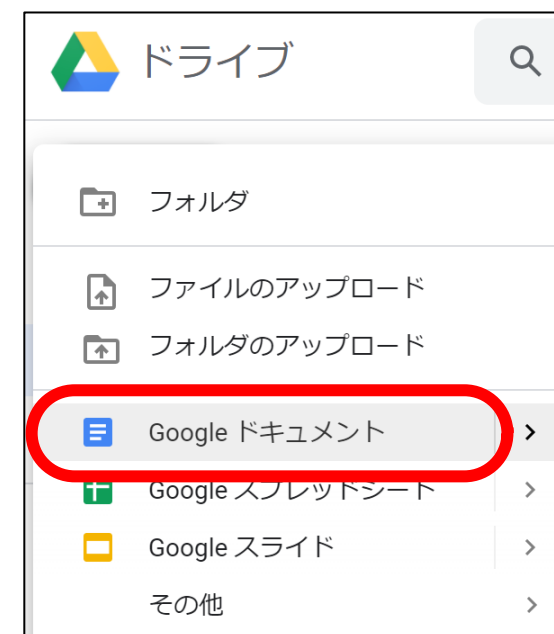 ドライブ
フォルダ
ファイルのアップロード
フォルダのアップロード
Google ドキュメント
Google スプレッドシート
Google スライド
その他